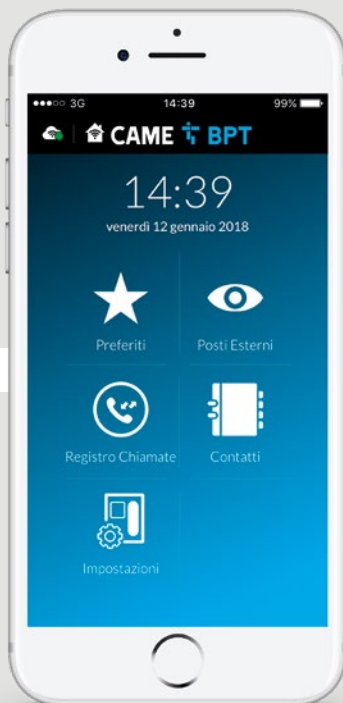 3G 14:39 99%
CAME BPT
14:39
venerdì 12 gennaio 2018
Preferiti Posti Esterni
Registro Chiamate Contatti
Impostazioni